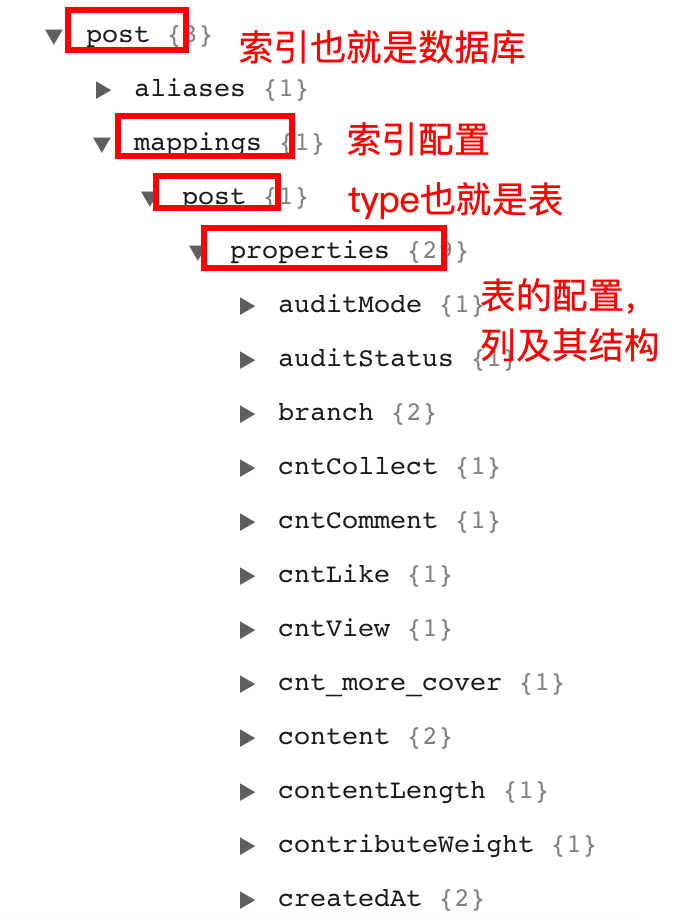 post {3} 索引也就是数据库
aliases {1}
mappings {1} 索引配置
post {1} type也就是表
properties {29}
auditMode {1} 表的配置，
auditStatus {1} 列及其结构
branch {2}
cntCollect {1}
cntComment {1}
cntLike {1}
cntView {1}
cnt_more_cover {1}
content {2}
contentLength {1}
contributeWeight {1}
createdAt {2}